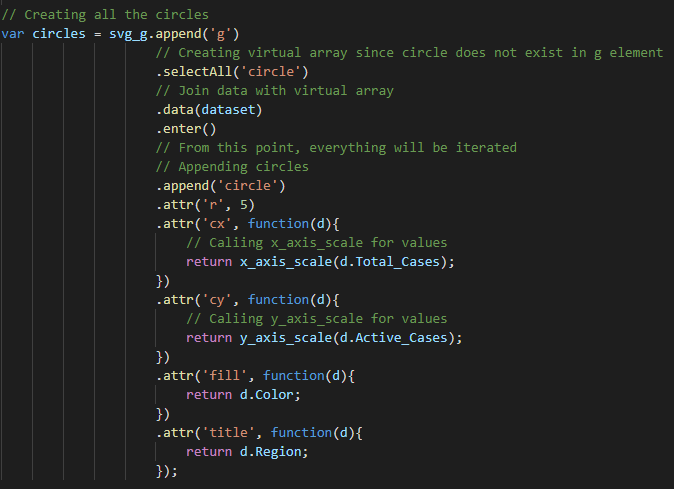 // Creating all the circles
var circles = svg_g.append('g')
// Creating virtual array since circle does not exist in g element
.selectAll('circle')
// Join data with virtual array
.data(dataset)
.enter()
// From this point, everything will be iterated
// Appending circles
.append('circle')
.attr('r', 5)
.attr('cx', function(d){
// Caliing x_axis_scale for values
return x_axis_scale(d.Total_Cases);
})
.attr('cy', function(d){
// Caliing y_axis_scale for values
return y_axis_scale(d.Active_Cases);
})
.attr('fill', function(d){
return d.Color;
})
.attr('title', function(d){
return d.Region;
});